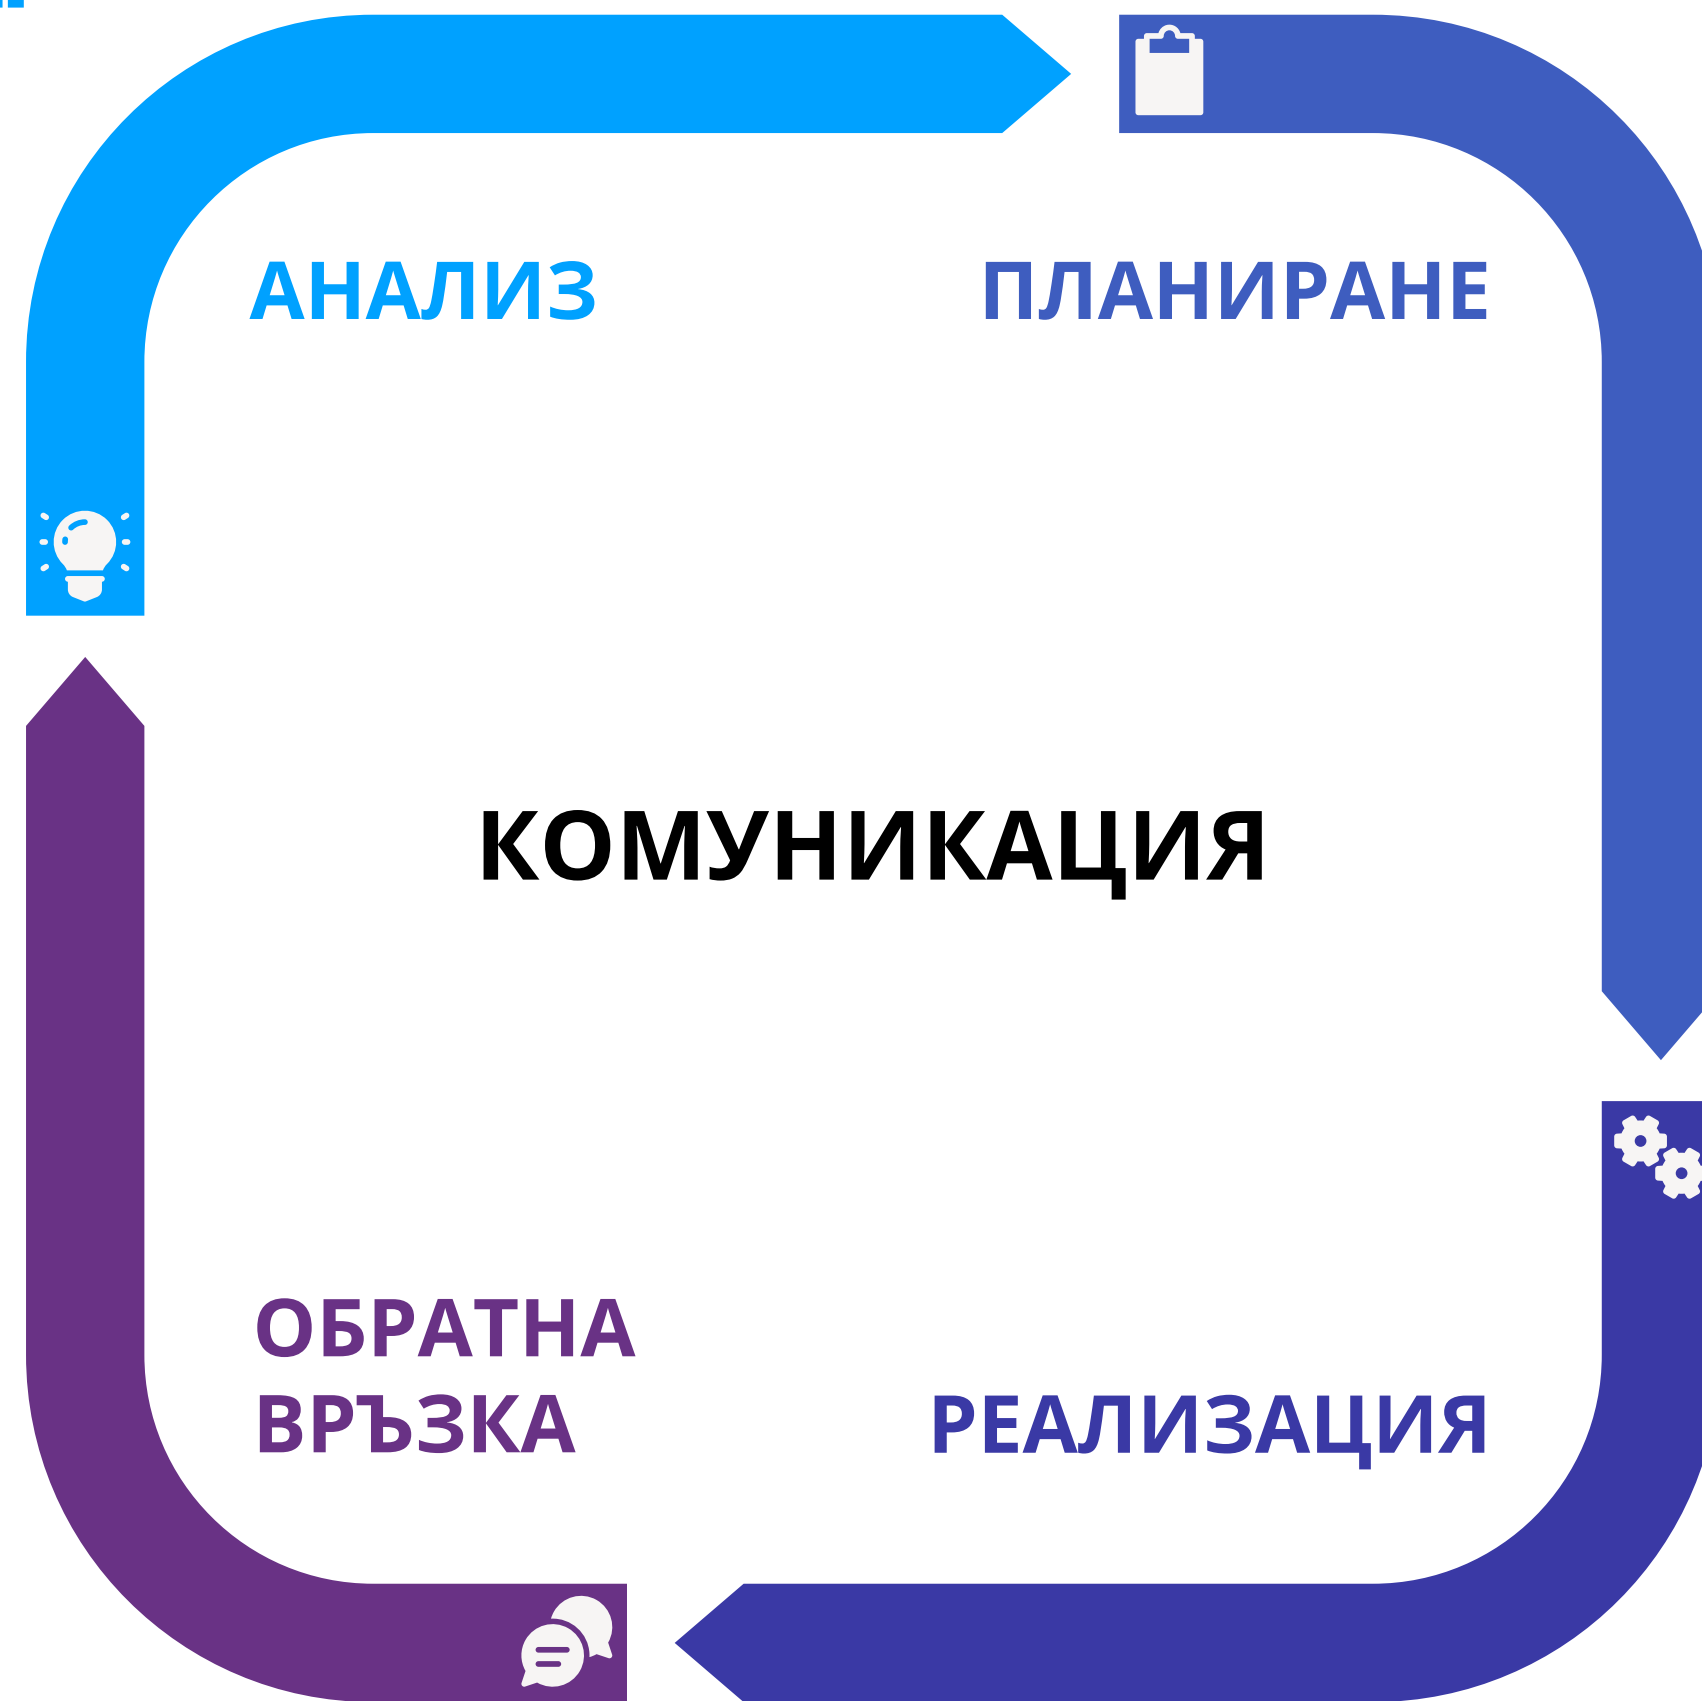 АНАЛИЗ
ПЛАНИРАНЕ
КОМУНИКАЦИЯ
ОБРАТНА
ВРЪЗКА
РЕАЛИЗАЦИЯ